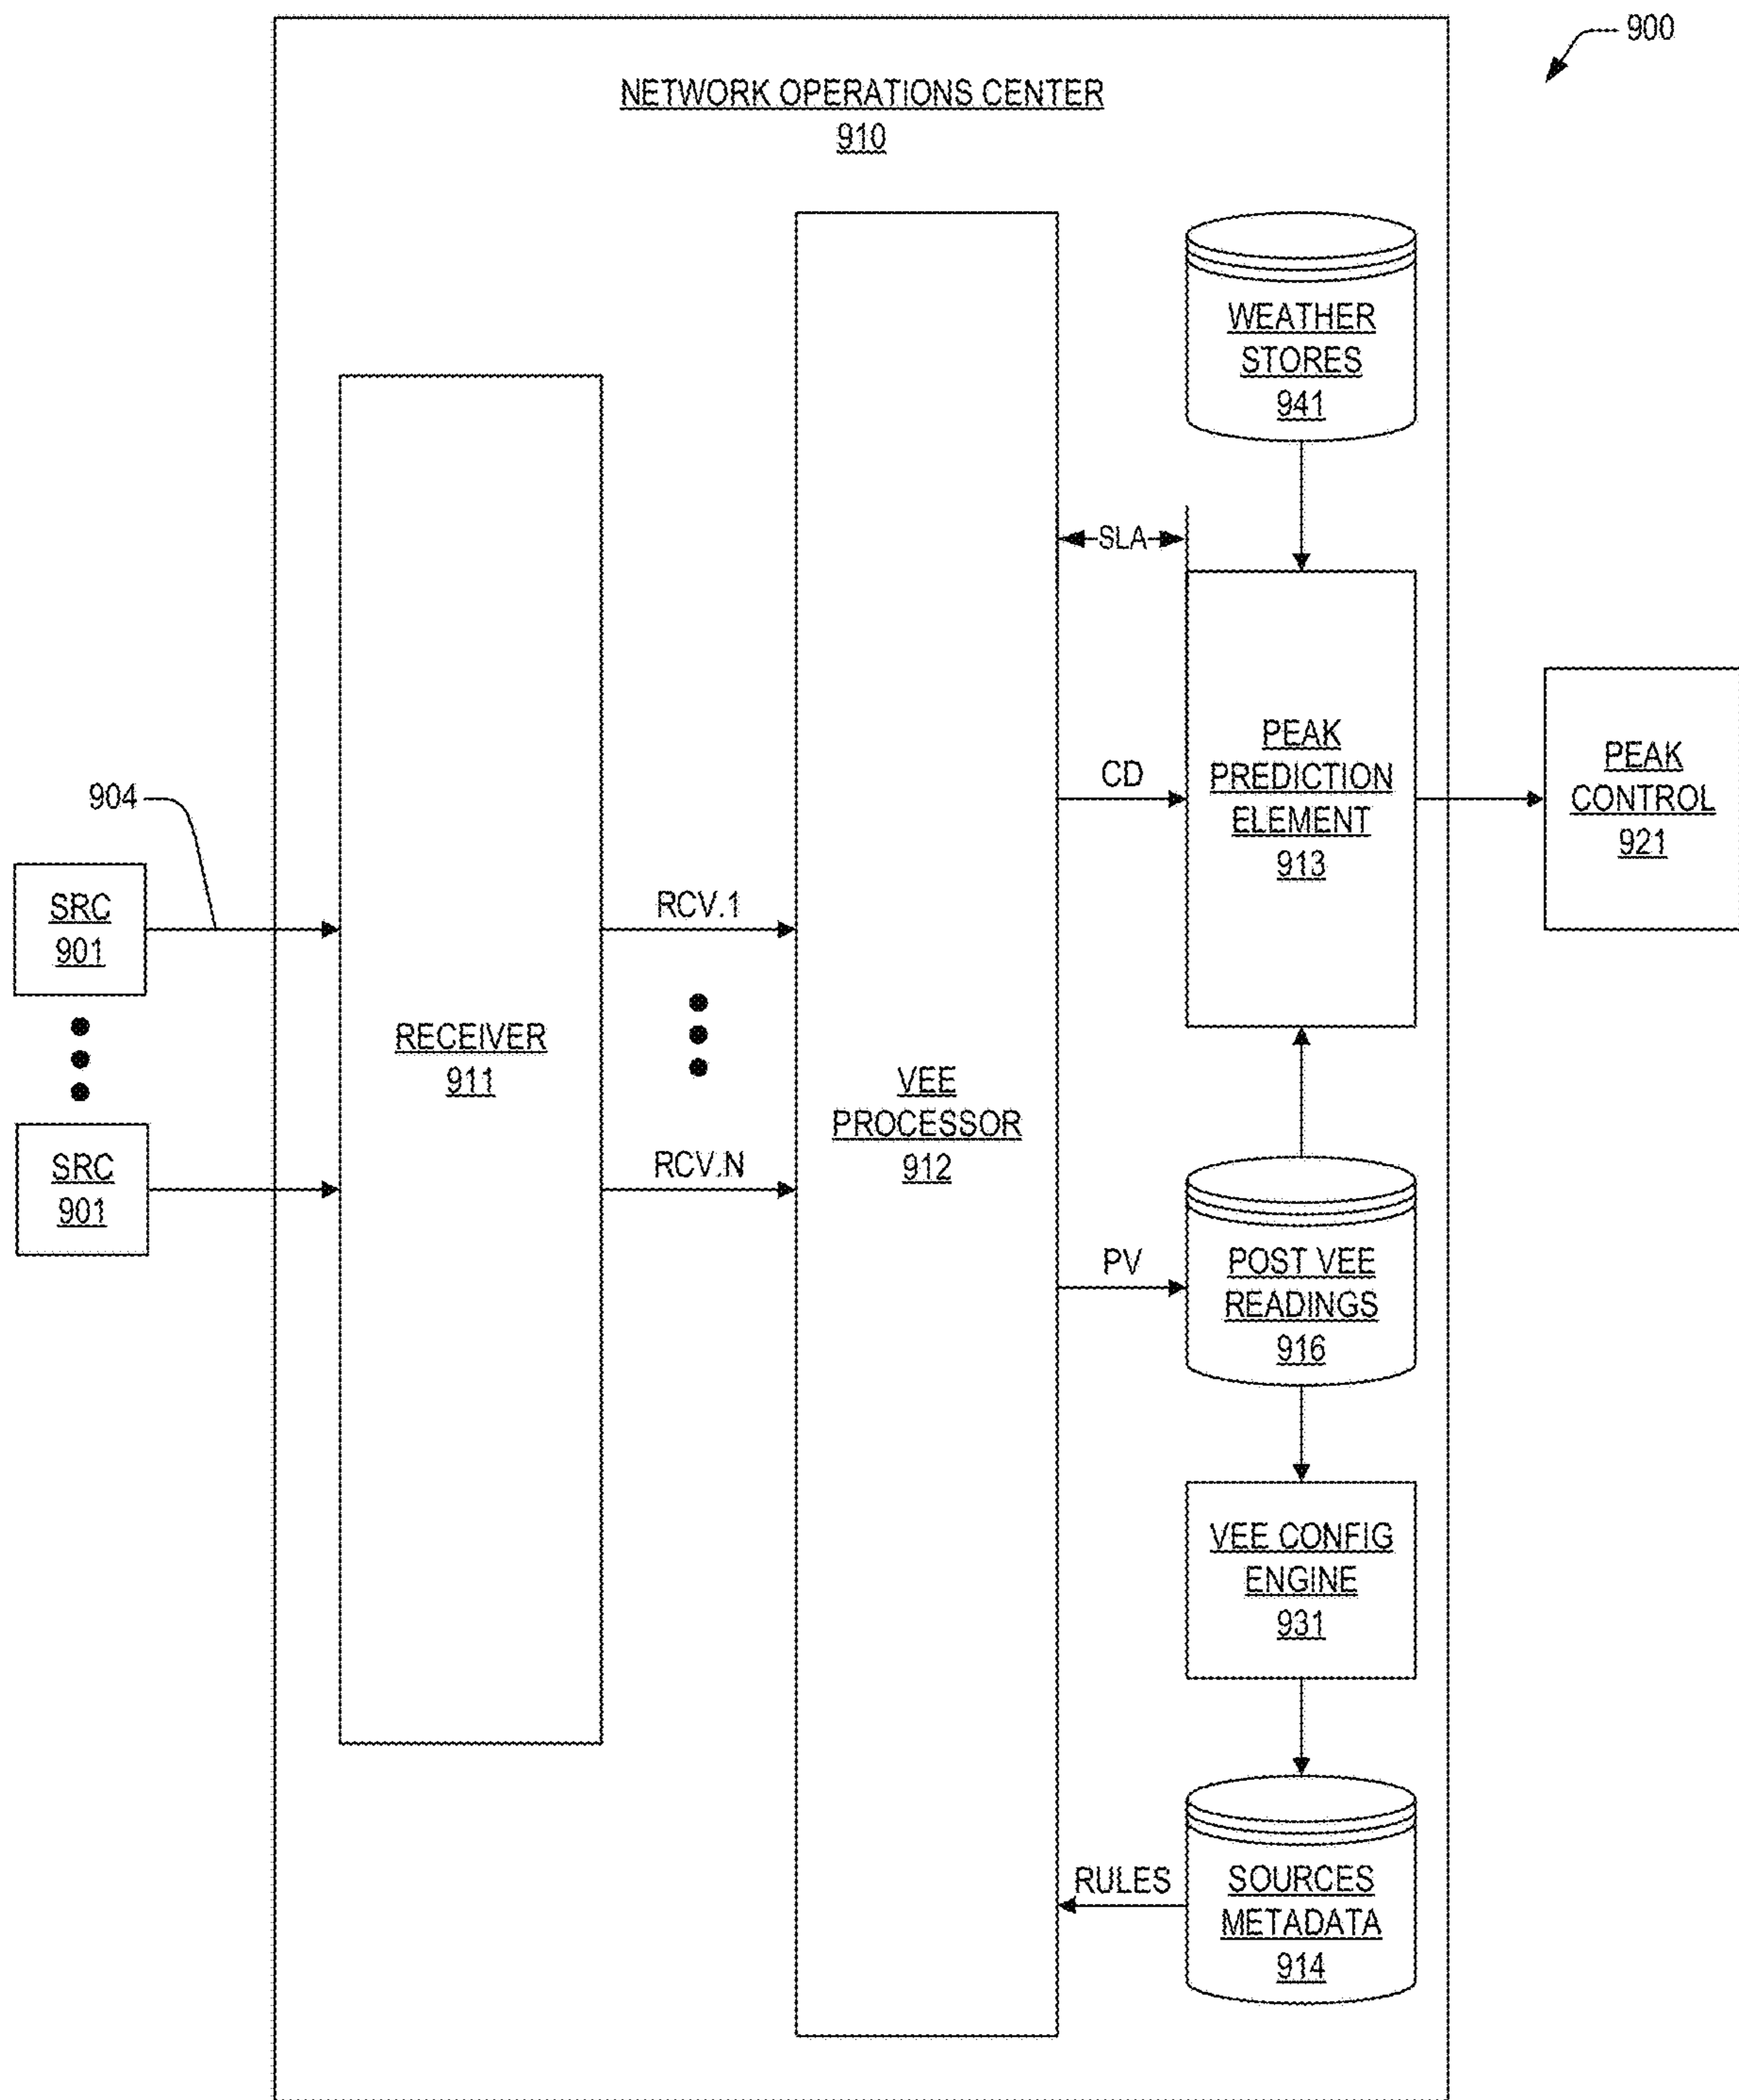 900
NETWORK OPERATIONS CENTER
910
WEATHER
STORES
941
SLA
PEAK
PREDICTION
ELEMENT
913
CD
PEAK
CONTROL
921
904
SRC
901
RCV.1
RECEIVER
911
VEE
PROCESSOR
912
SRC
901
RCV.N
PV
POST VEE
READINGS
916
VEE CONFIG
ENGINE
931
RULES
SOURCES
METADATA
914